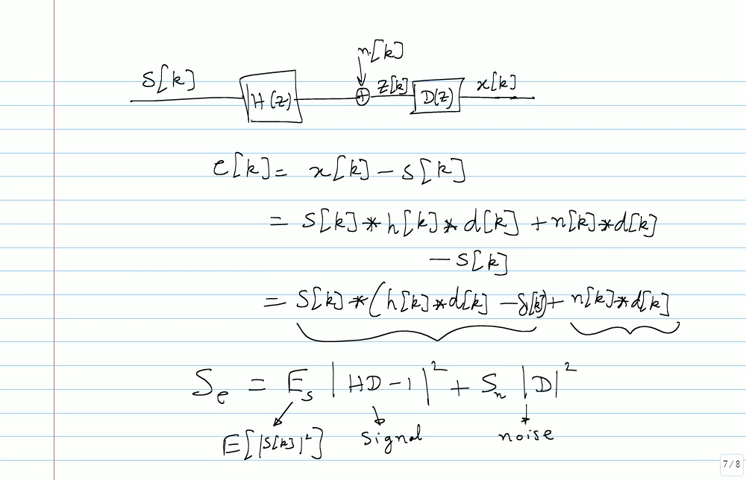 n[k]
S[k] H(z) + z[k] D(z) x[k]
e[k] = x[k] - s[k]
= S[k] * h[k] * d[k] + n[k] * d[k]
- S[k]
= S[k] * (h[k] * d[k] - δ[k]) + n[k] * d[k]
S_e = E_s |HD-1|² + S_n |D|²
E[|S[k]|²] signal noise
7 / 8